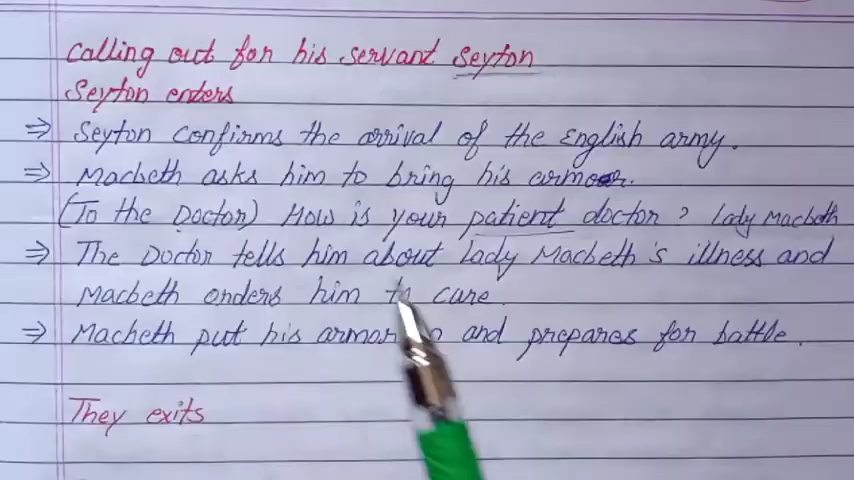 Calling out for his servant Seyton
Seyton enters
⇒ Seyton confirms the arrival of the English army.
⇒ Macbeth asks him to bring his armour.
(To the Doctor) How is your patient doctor? Lady Macbeth
⇒ The Doctor tells him about Lady Macbeth's illness and
Macbeth orders him to cure.
⇒ Macbeth put his and prepares for battle.
They exits